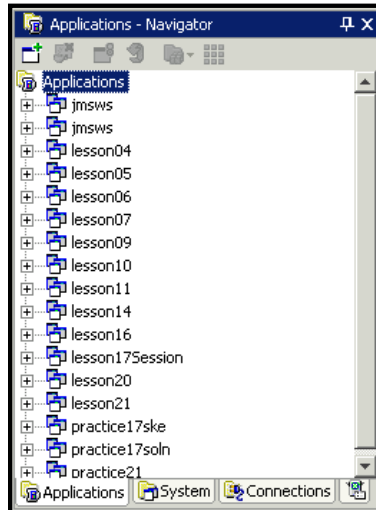 Applications - Navigator
Applications
jmsws
jmsws
lesson04
lesson05
lesson06
lesson07
lesson09
lesson10
lesson11
lesson14
lesson16
lesson17Session
lesson20
lesson21
practice17ske
practice17soln
practice21
Applications System Connections